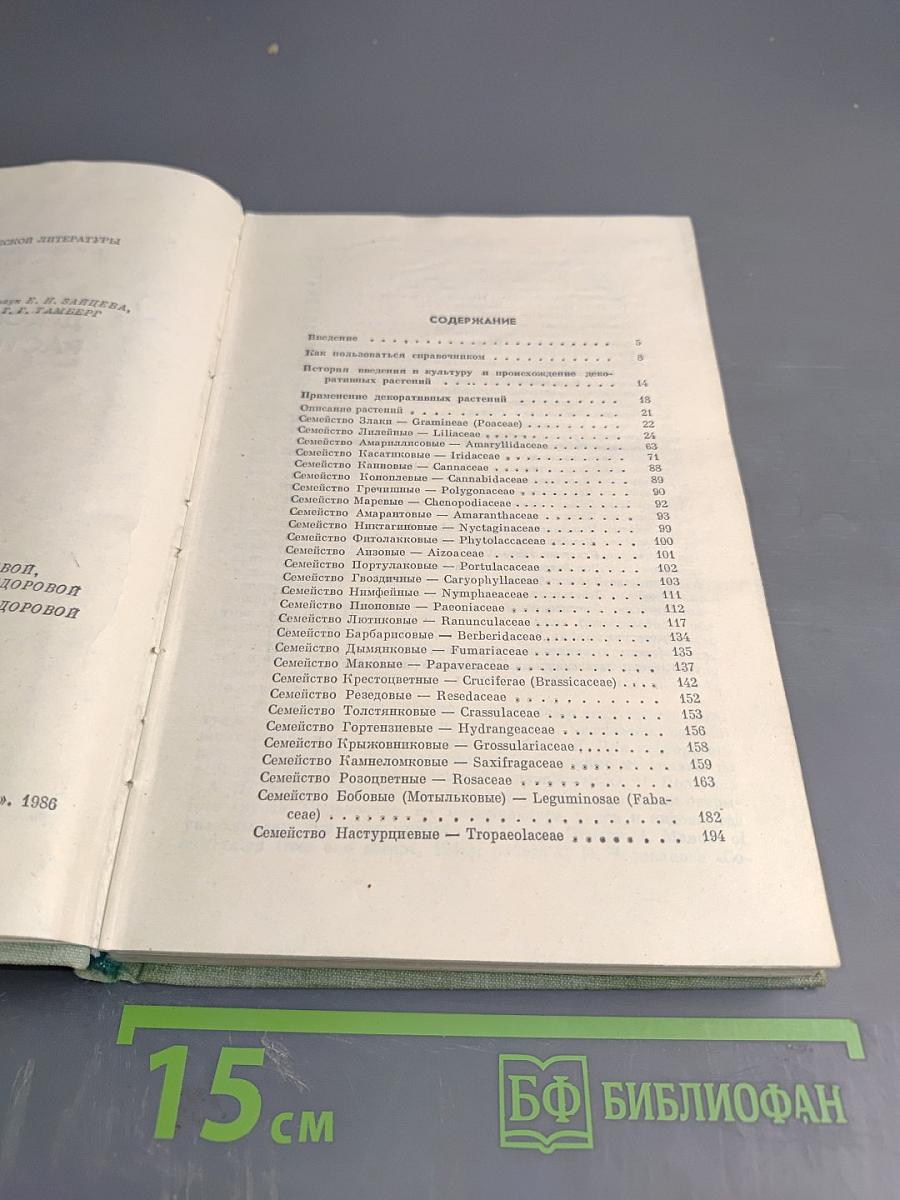 СКОЙ ЛИТЕРАТУРЫ
Е. Н. ЗАЙЦЕВА,
Г. Г. ТАМБЕРГ
ВОЙ,
ДОРОВОЙ
ДОРОВОЙ
». 1986
СОДЕРЖАНИЕ
Введение . . . . . . . . . . . . . . . . . . . . 5
Как пользоваться справочником . . . . . . . . . . 8
История введения в культуру и происхождение деко-
ративных растений . . . . . . . . . . . . . . 14
Применение декоративных растений . . . . . . . . 18
Описание растений . . . . . . . . . . . . . . . . 21
Семейство Злаки — Gramineae (Poaceae) . . . . . . . . 22
Семейство Лилейные — Liliaceae . . . . . . . . . . 24
Семейство Амариллисовые — Amaryllidaceae . . . . . . 63
Семейство Касатиковые — Iridaceae . . . . . . . . . 71
Семейство Канновые — Cannaceae . . . . . . . . . . 88
Семейство Коноплевые — Cannabidaceae . . . . . . . . 89
Семейство Гречишные — Polygonaceae . . . . . . . . 90
Семейство Маревые — Chenopodiaceae . . . . . . . . 92
Семейство Амарантовые — Amaranthaceae . . . . . . . 93
Семейство Никтагиновые — Nyctaginaceae . . . . . . . 99
Семейство Фитолакковые — Phytolaccaceae . . . . . . . 100
Семейство Аизовые — Aizoaceae . . . . . . . . . . 101
Семейство Портулаковые — Portulacaceae . . . . . . . 102
Семейство Гвоздичные — Caryophyllaceae . . . . . . . 103
Семейство Нимфейные — Nymphaeaceae . . . . . . . . 111
Семейство Пионовые — Paeoniaceae . . . . . . . . . 112
Семейство Лютиковые — Ranunculaceae . . . . . . . . 117
Семейство Барбарисовые — Berberidaceae . . . . . . . 134
Семейство Дымянковые — Fumariaceae . . . . . . . . 135
Семейство Маковые — Papaveraceae . . . . . . . . . 137
Семейство Крестоцветные — Cruciferae (Brassicaceae) . . . . 142
Семейство Резедовые — Resedaceae . . . . . . . . . 152
Семейство Толстянковые — Crassulaceae . . . . . . . . 153
Семейство Гортензиевые — Hydrangeaceae . . . . . . . 156
Семейство Крыжовниковые — Grossulariaceae . . . . . . 158
Семейство Камнеломковые — Saxifragaceae . . . . . . . 159
Семейство Розоцветные — Rosaceae . . . . . . . . . 163
Семейство Бобовые (Мотыльковые) — Leguminosae (Faba-
ceae) . . . . . . . . . . . . . . . . . . . . 182
Семейство Настурциевые — Tropaeolaceae . . . . . . . 194
15 см
БФ БИБЛИОФАН